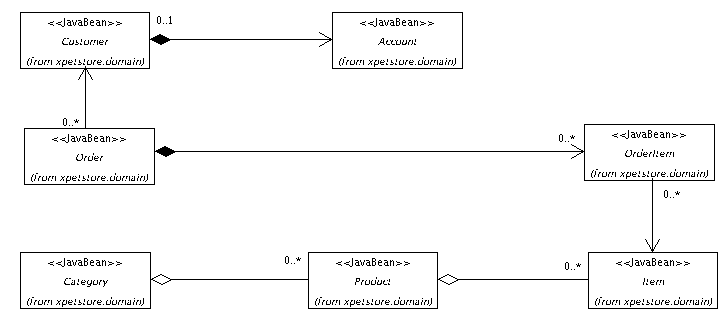 <<JavaBean>>
Customer
(from xpetstore.domain)
0..1
<<JavaBean>>
Account
(from xpetstore.domain)
0..*
<<JavaBean>>
Order
(from xpetstore.domain)
0..*
<<JavaBean>>
OrderItem
(from xpetstore.domain)
0..*
<<JavaBean>>
Category
(from xpetstore.domain)
0..*
<<JavaBean>>
Product
(from xpetstore.domain)
0..*
<<JavaBean>>
Item
(from xpetstore.domain)